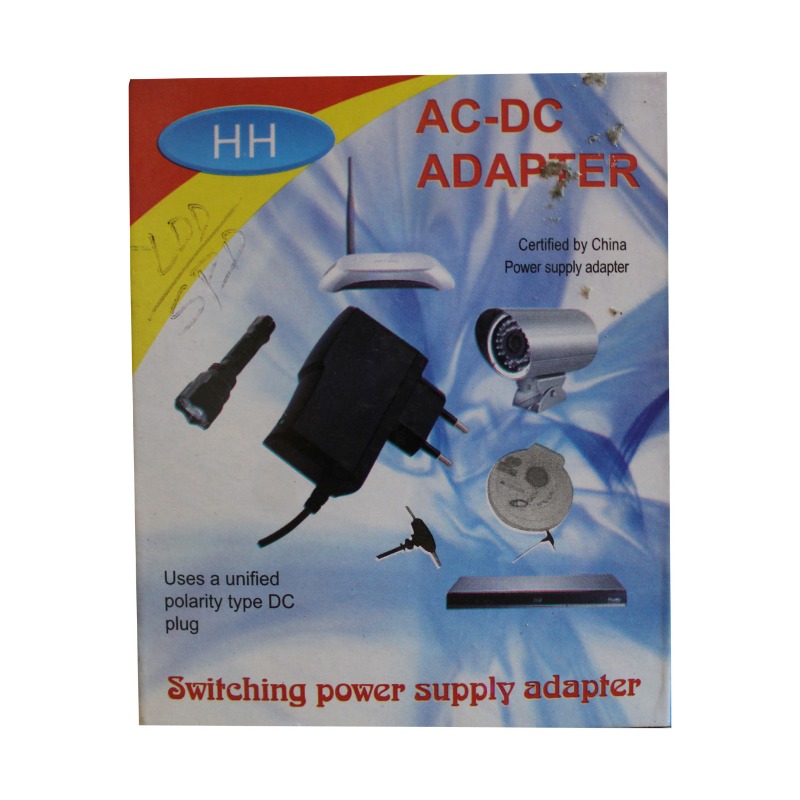 HH
AC-DC
ADAPTER
Certified by China
Power supply adapter
Uses a unified
polarity type DC
plug
Switching power supply adapter